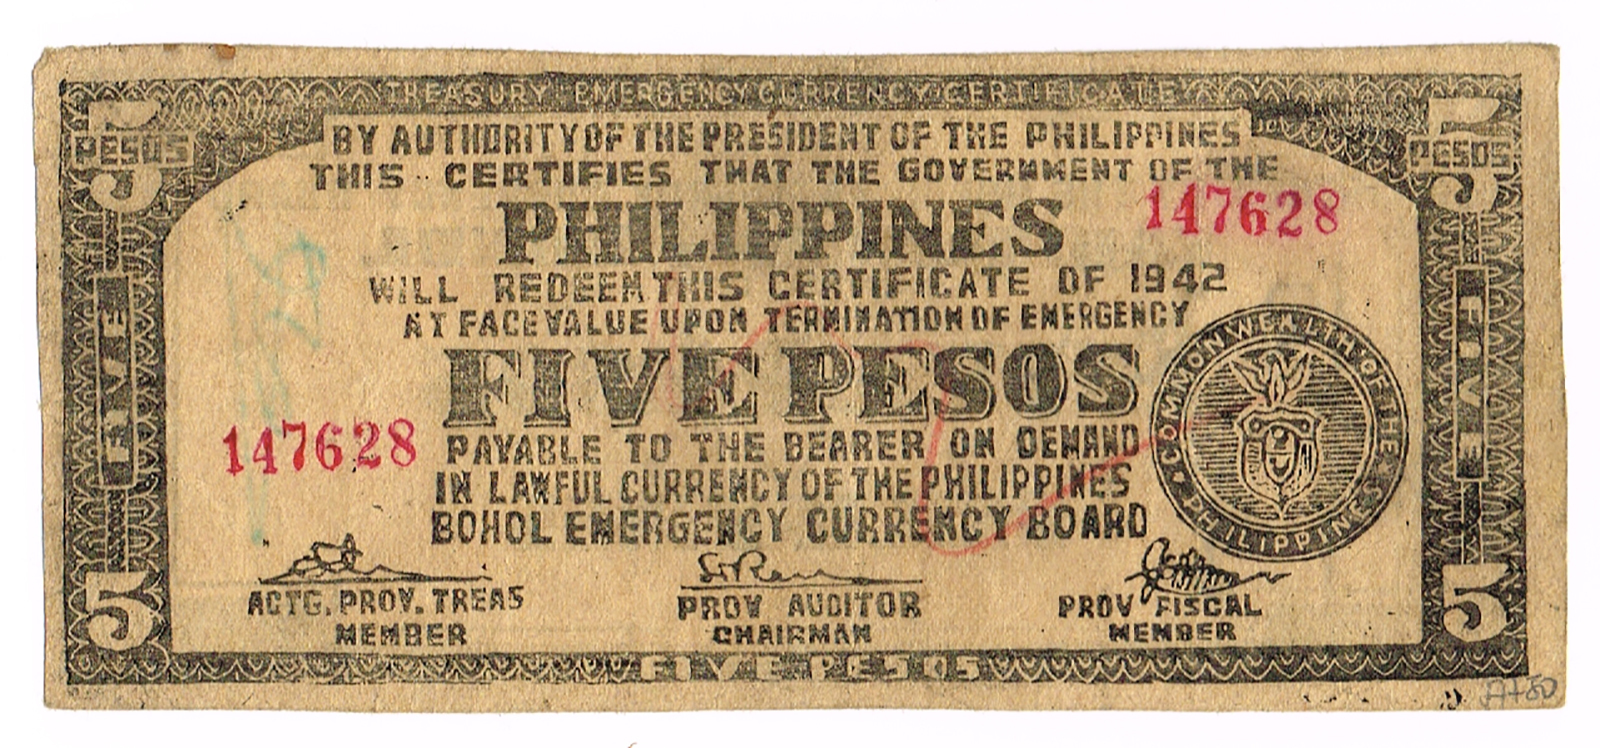 TREASURY EMERGENCY CURRENCY CERTIFICATE
5 PESOS
5 PESOS
BY AUTHORITY OF THE PRESIDENT OF THE PHILIPPINES
THIS CERTIFIES THAT THE GOVERNMENT OF THE
PHILIPPINES
147628
WILL REDEEM THIS CERTIFICATE OF 1942
AT FACE VALUE UPON TERMINATION OF EMERGENCY
FIVE
FIVE PESOS
FIVE
COMMONWEALTH OF THE PHILIPPINES
147628
PAYABLE TO THE BEARER ON DEMAND
IN LAWFUL CURRENCY OF THE PHILIPPINES
BOHOL EMERGENCY CURRENCY BOARD
ACTG. PROV. TREAS
MEMBER
PROV AUDITOR
CHAIRMAN
PROV FISCAL
MEMBER
5
5
FIVE PESOS